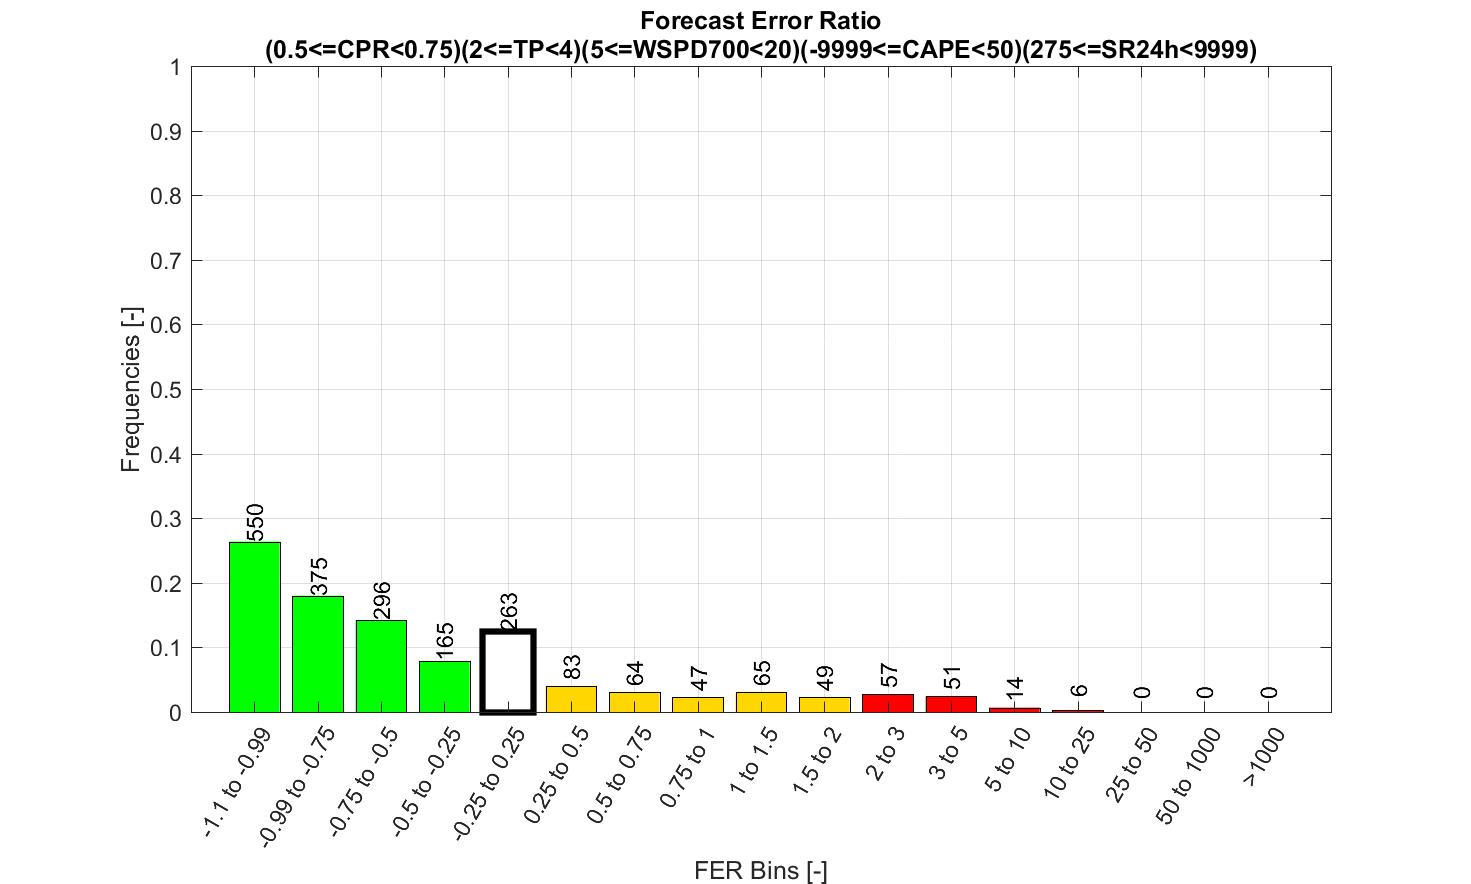 Forecast Error Ratio
(0.5<=CPR<0.75)(2<=TP<4)(5<=WSPD700<20)(-9999<=CAPE<50)(275<=SR24h<9999)
1
0.9
0.8
0.7
0.6
0.5
0.4
0.3
0.2
0.1
0
Frequencies [-]
550
375
296
165
263
83
64
47
65
49
57
51
14
6
0
0
0
-1.1 to -0.99
-0.99 to -0.75
-0.75 to -0.5
-0.5 to -0.25
-0.25 to 0.25
0.25 to 0.5
0.5 to 0.75
0.75 to 1
1 to 1.5
1.5 to 2
2 to 3
3 to 5
5 to 10
10 to 25
25 to 50
50 to 1000
>1000
FER Bins [-]